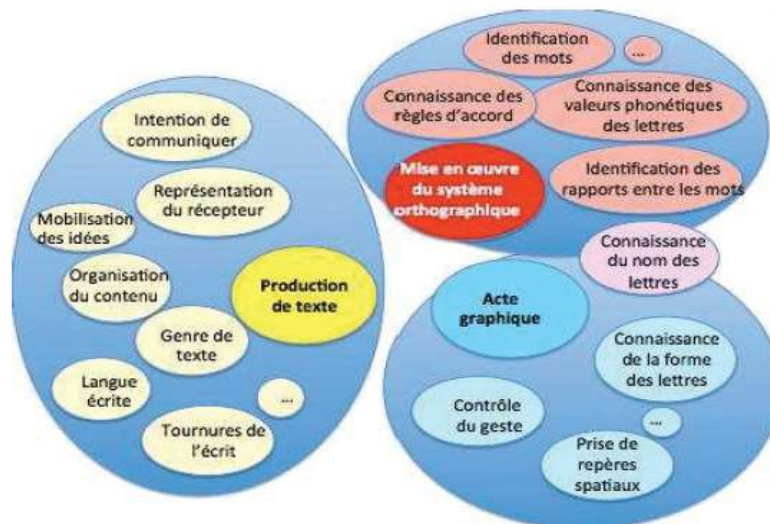 Intention de
communiquer
Représentation
du récepteur
Mobilisation
des idées
Organisation
du contenu
Production
de texte
Genre de
texte
Langue
écrite
...
Tournures de
l'écrit
Identification
des mots
...
Connaissance des
règles d'accord
Connaissance des
valeurs phonétiques
des lettres
Mise en œuvre
du système
orthographique
Identification des
rapports entre les mots
Connaissance
du nom des
lettres
Acte
graphique
Connaissance
de la forme
des lettres
Contrôle
du geste
...
Prise de
repères
spatiaux